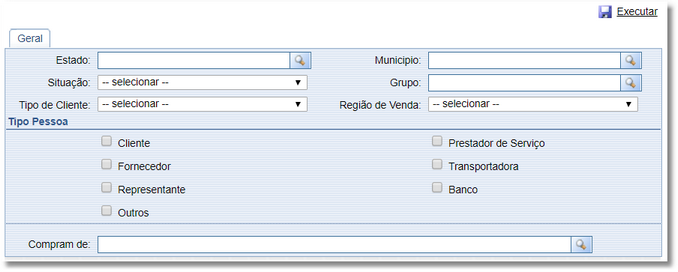 Executar
Geral
Estado: Municipio:
Situação: -- selecionar -- Grupo:
Tipo de Cliente: -- selecionar -- Região de Venda: -- selecionar --
Tipo Pessoa
Cliente Prestador de Serviço
Fornecedor Transportadora
Representante Banco
Outros
Compram de: